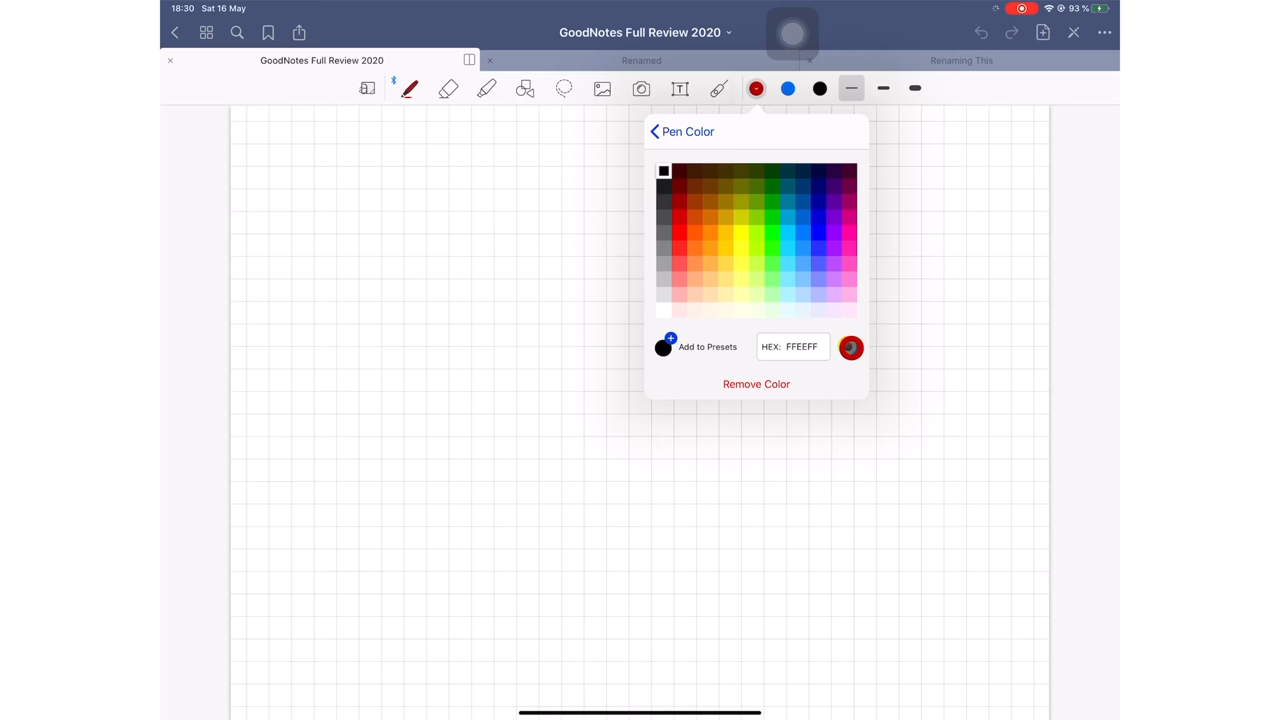 18:30 Sat 16 May
93 %
GoodNotes Full Review 2020
GoodNotes Full Review 2020
Renamed
Renaming This
T
Pen Color
Add to Presets
HEX: FFEEFF
Remove Color